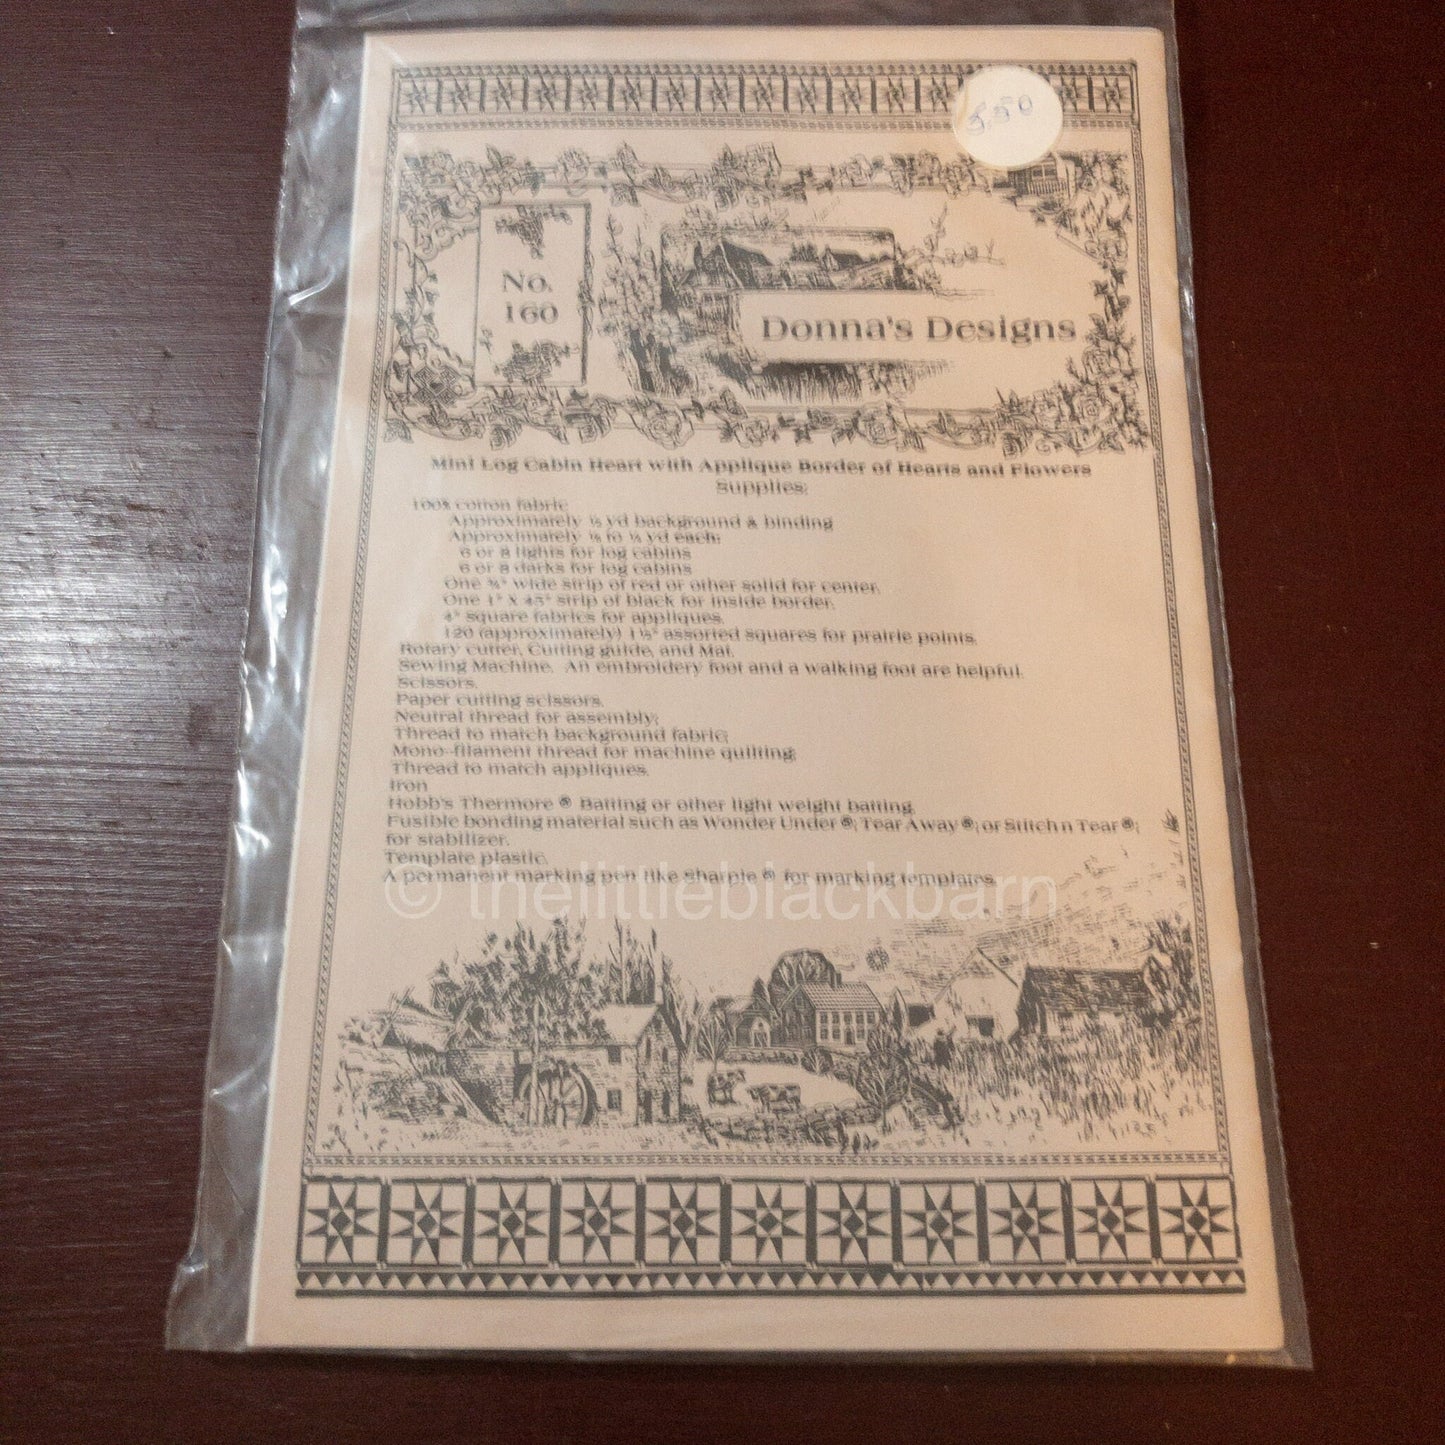 5.50
No.
160
Donna's Designs
Mini Log Cabin Heart with Applique Border of Hearts and Flowers
Supplies:
100% cotton fabric
Approximately yd background & binding
Approximately to yd each:
6 or 8 lights for log cabins
6 or 8 darks for log cabins
One ¾" wide strip of red or other solid for center.
One 1" x 45" strip of black for inside border.
4" square fabrics for appliques.
120 (approximately) 1½" assorted squares for prairie points.
Rotary cutter, Cutting guide, and Mat.
Sewing Machine. An embroidery foot and a walking foot are helpful.
Scissors.
Paper cutting scissors.
Neutral thread for assembly;
Thread to match background fabric;
Mono-filament thread for machine quilting;
Thread to match appliques.
Iron
Hobb's Thermore ® Batting or other light weight batting.
Fusible bonding material such as Wonder Under ®; Tear Away ®; or Stitch n Tear ®;
for stabilizer.
Template plastic.
A permanent marking pen like Sharpie ® for marking templates.
© thelittleblackbarn